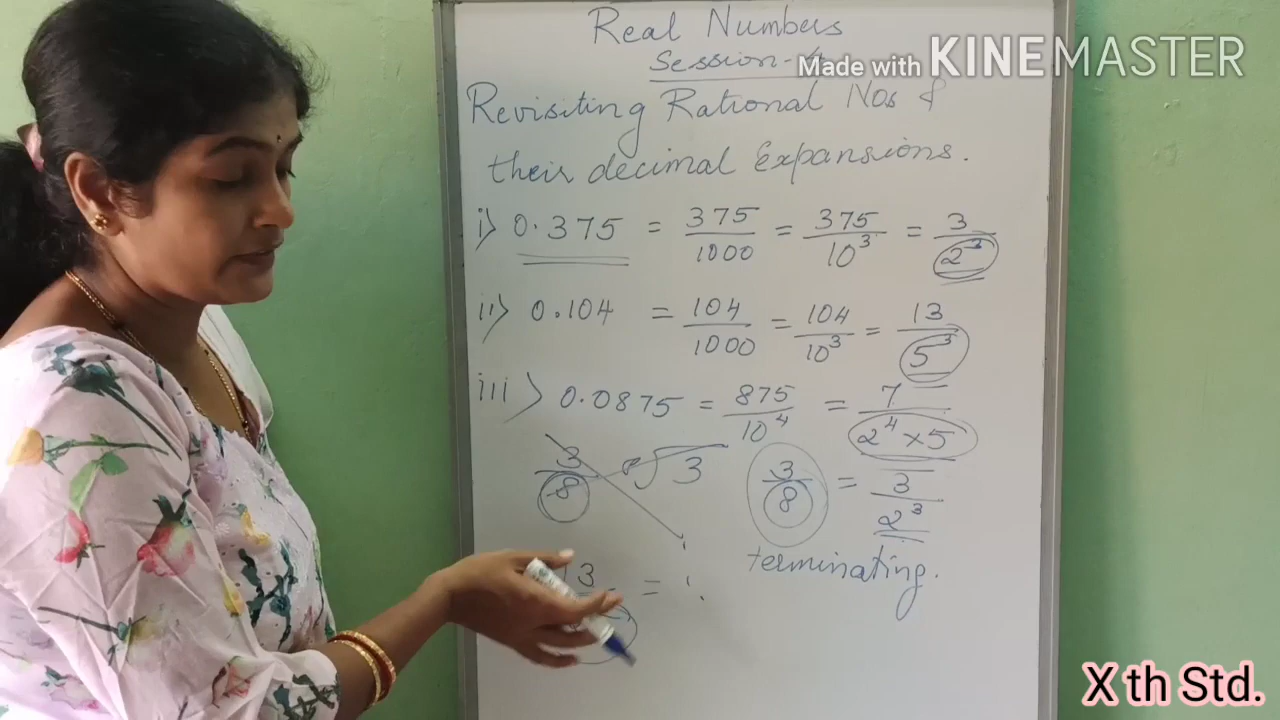 Real Numbers
Session-
Made with KINEMASTER
Revisiting Rational Nos &
their decimal Expansions.
i) 0.375 = 375/1000 = 375/10³ = 3/2³
ii) 0.104 = 104/1000 = 104/10³ = 13/5³
iii) 0.0875 = 875/10⁴ = 7/2⁴×5
3/8 8√3 3/8 = 3/2³
terminating.
13 =
X th Std.